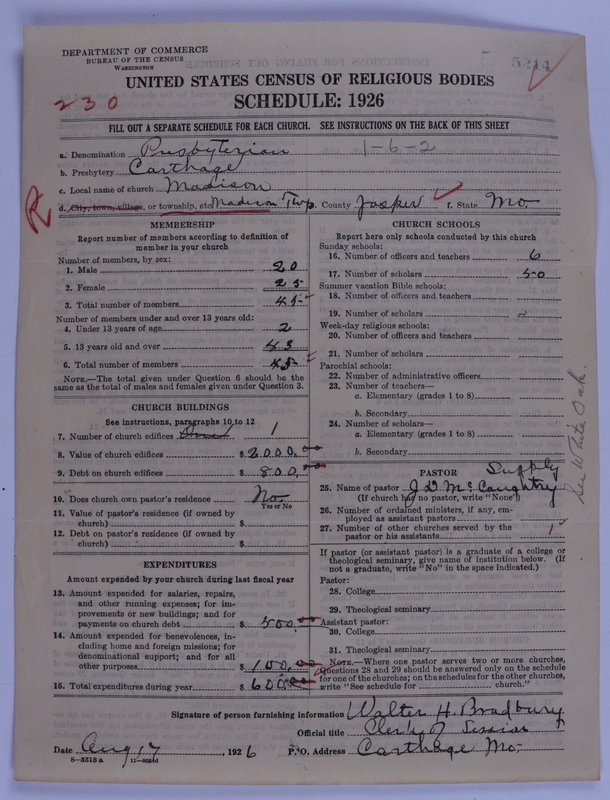 DEPARTMENT OF COMMERCE
BUREAU OF THE CENSUS
WASHINGTON
5214
UNITED STATES CENSUS OF RELIGIOUS BODIES
230
SCHEDULE: 1926
FILL OUT A SEPARATE SCHEDULE FOR EACH CHURCH. SEE INSTRUCTIONS ON THE BACK OF THIS SHEET
a. Denomination Presbyterian 1-6-2
b. Presbytery Carthage
c. Local name of church Madison
d. City, town, village, or township, etc. Madison Twp. County Jasper f. State Mo.
R
MEMBERSHIP
Report number of members according to definition of member in your church
Number of members, by sex:
1. Male 20
2. Female 25
3. Total number of members 45
Number of members under and over 13 years old:
4. Under 13 years of age 2
5. 13 years old and over 43
6. Total number of members 45
NOTE.—The total given under Question 6 should be the same as the total of males and females given under Question 3.
CHURCH BUILDINGS
See instructions, paragraphs 10 to 12
7. Number of church edifices 1
8. Value of church edifices $ 2000.00
9. Debt on church edifices $ 800.00
10. Does church own pastor's residence No.
Yes or No
11. Value of pastor's residence (if owned by church) $
12. Debt on pastor's residence (if owned by church) $
EXPENDITURES
Amount expended by your church during last fiscal year
13. Amount expended for salaries, repairs, and other running expenses; for improvements or new buildings; and for payments on church debt $ 500.00
14. Amount expended for benevolences, including home and foreign missions; for denominational support; and for all other purposes $ 100.00
15. Total expenditures during year $ 600.00
CHURCH SCHOOLS
Report here only schools conducted by this church
Sunday schools:
16. Number of officers and teachers 6
17. Number of scholars 50
Summer vacation Bible schools:
18. Number of officers and teachers
19. Number of scholars
Week-day religious schools:
20. Number of officers and teachers
21. Number of scholars
Parochial schools:
22. Number of administrative officers
23. Number of teachers—
a. Elementary (grades 1 to 8)
b. Secondary
24. Number of scholars—
a. Elementary (grades 1 to 8)
b. Secondary
PASTOR Supply
25. Name of pastor J. D. McCaughtry
(If church has no pastor, write "None")
26. Number of ordained ministers, if any, employed as assistant pastors
27. Number of other churches served by the pastor or his assistants 1
See White Oak.
If pastor (or assistant pastor) is a graduate of a college or theological seminary, give name of institution below. (If not a graduate, write "No" in the space indicated.)
Pastor:
28. College
29. Theological seminary
Assistant pastor:
30. College
31. Theological seminary
NOTE.—Where one pastor serves two or more churches, Questions 28 and 29 should be answered only on the schedule for one of the churches; on the schedules for the other churches, write "See schedule for church."
Signature of person furnishing information Walter H. Bradbury
Official title Clerk of Session
Date Aug 17, 1926 P.O. Address Carthage Mo.
8—5318 a